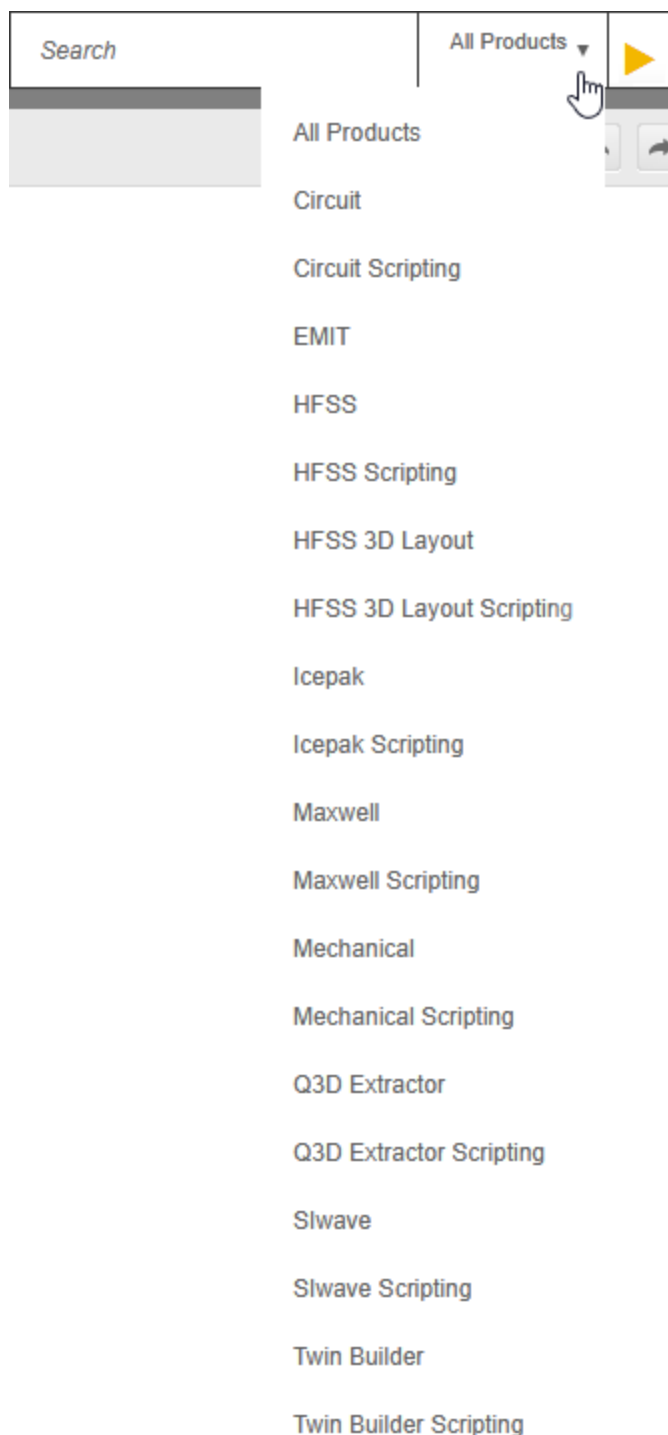 Search
All Products
All Products
Circuit
Circuit Scripting
EMIT
HFSS
HFSS Scripting
HFSS 3D Layout
HFSS 3D Layout Scripting
Icepak
Icepak Scripting
Maxwell
Maxwell Scripting
Mechanical
Mechanical Scripting
Q3D Extractor
Q3D Extractor Scripting
SIwave
SIwave Scripting
Twin Builder
Twin Builder Scripting